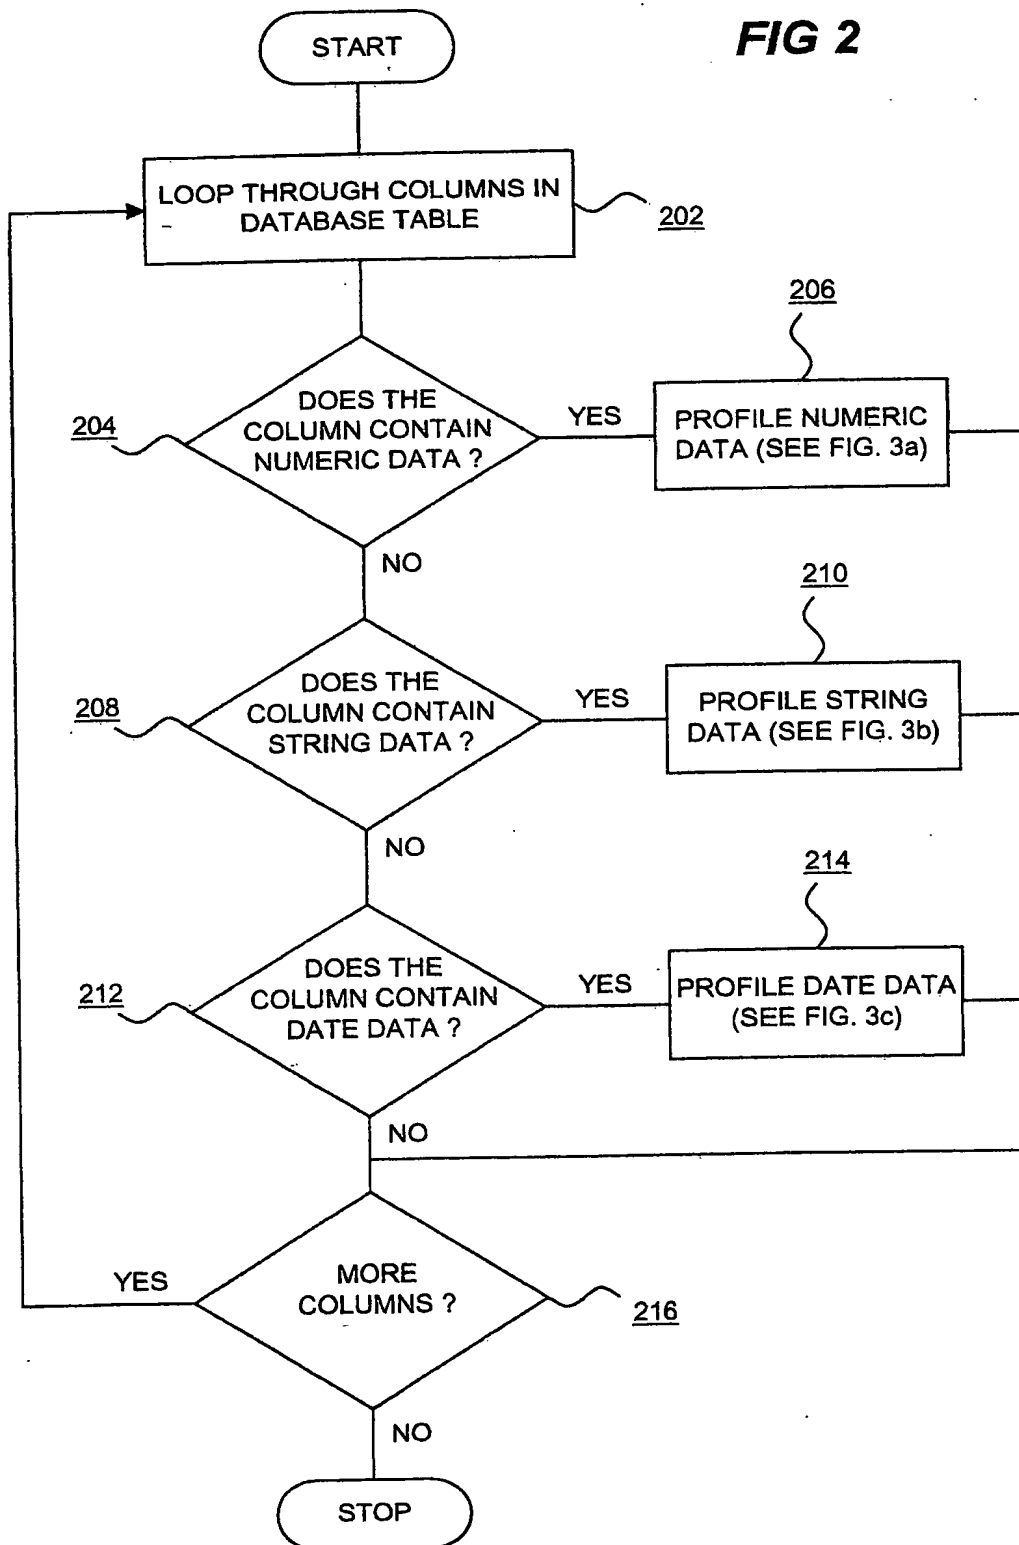 FIG 2
START
LOOP THROUGH COLUMNS IN
DATABASE TABLE
202
206
DOES THE
COLUMN CONTAIN
NUMERIC DATA ?
204
YES
PROFILE NUMERIC
DATA (SEE FIG. 3a)
NO
210
DOES THE
COLUMN CONTAIN
STRING DATA ?
208
YES
PROFILE STRING
DATA (SEE FIG. 3b)
NO
214
DOES THE
COLUMN CONTAIN
DATE DATA ?
212
YES
PROFILE DATE DATA
(SEE FIG. 3c)
NO
YES
MORE
COLUMNS ?
216
NO
STOP